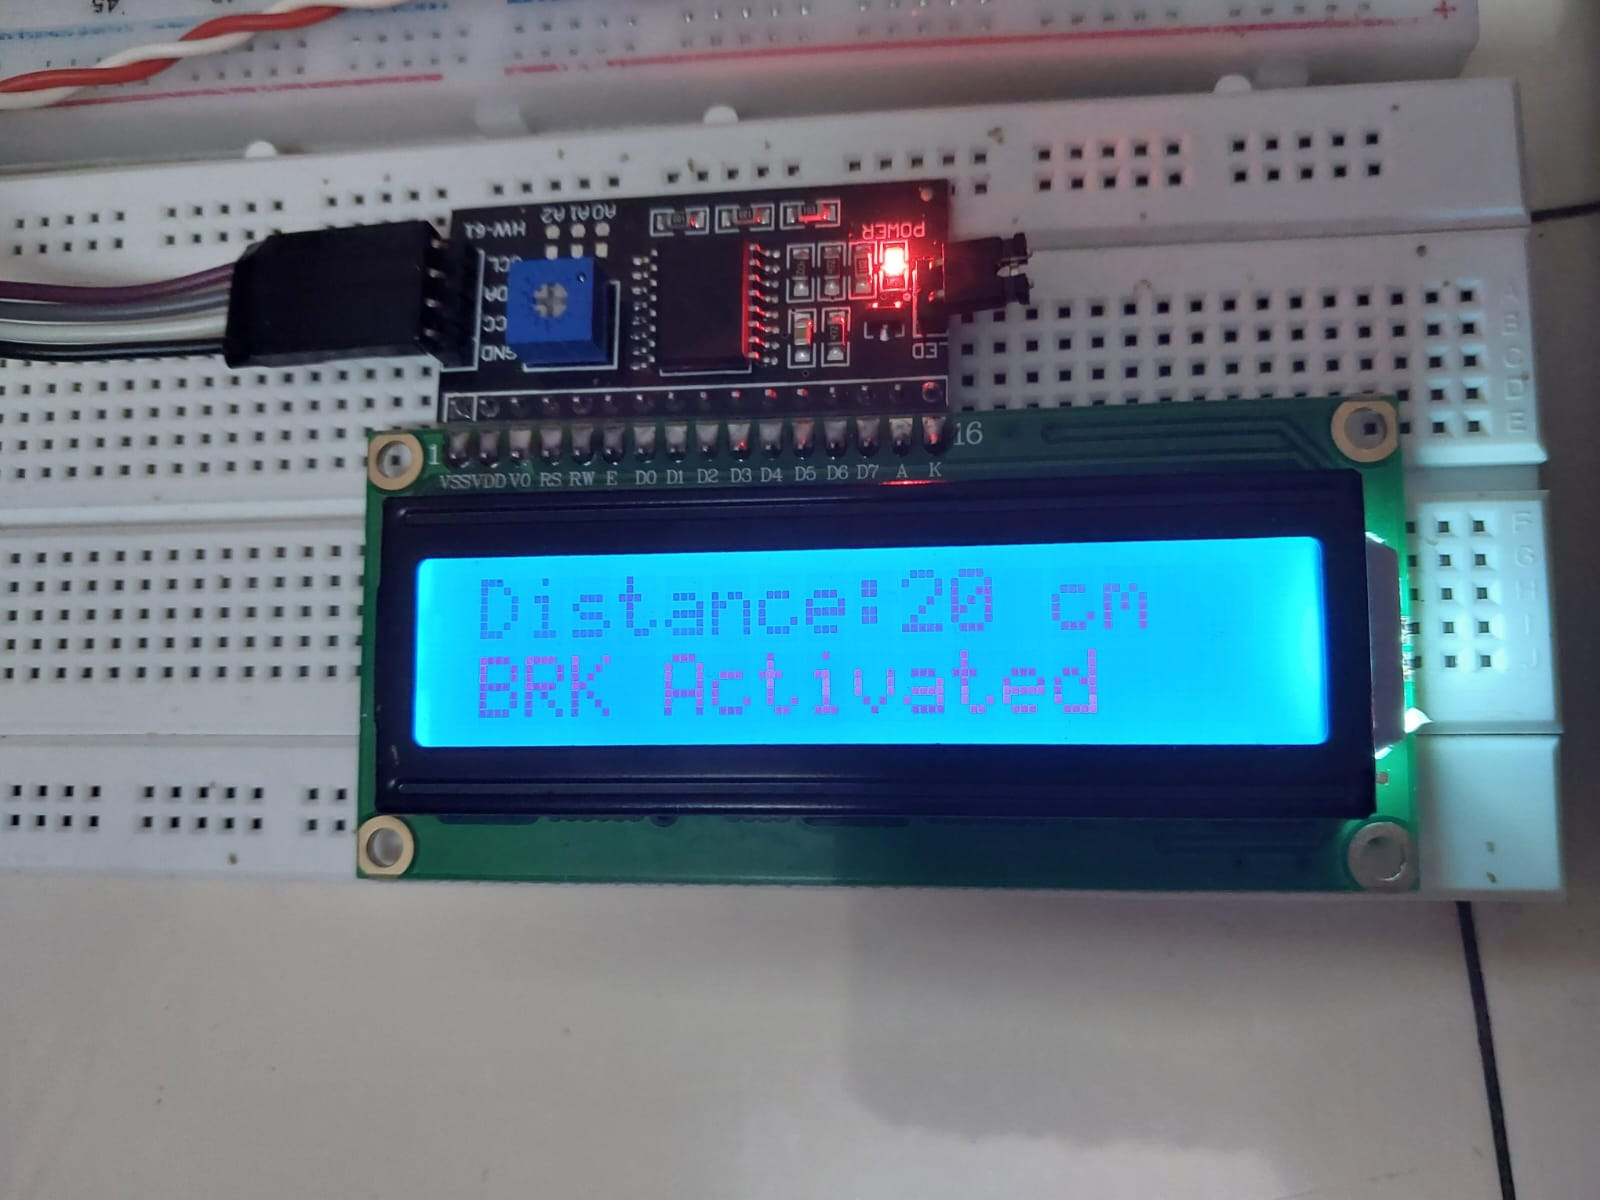 45
+
HW-61
A2 A1 A0
SCL
SDA
VCC
GND
POWER
LED
1
16
VSS VDD V0 RS RW E D0 D1 D2 D3 D4 D5 D6 D7 A K
Distance:20 cm
BRK Activated
A
B
C
D
E
F
G
H
I
J